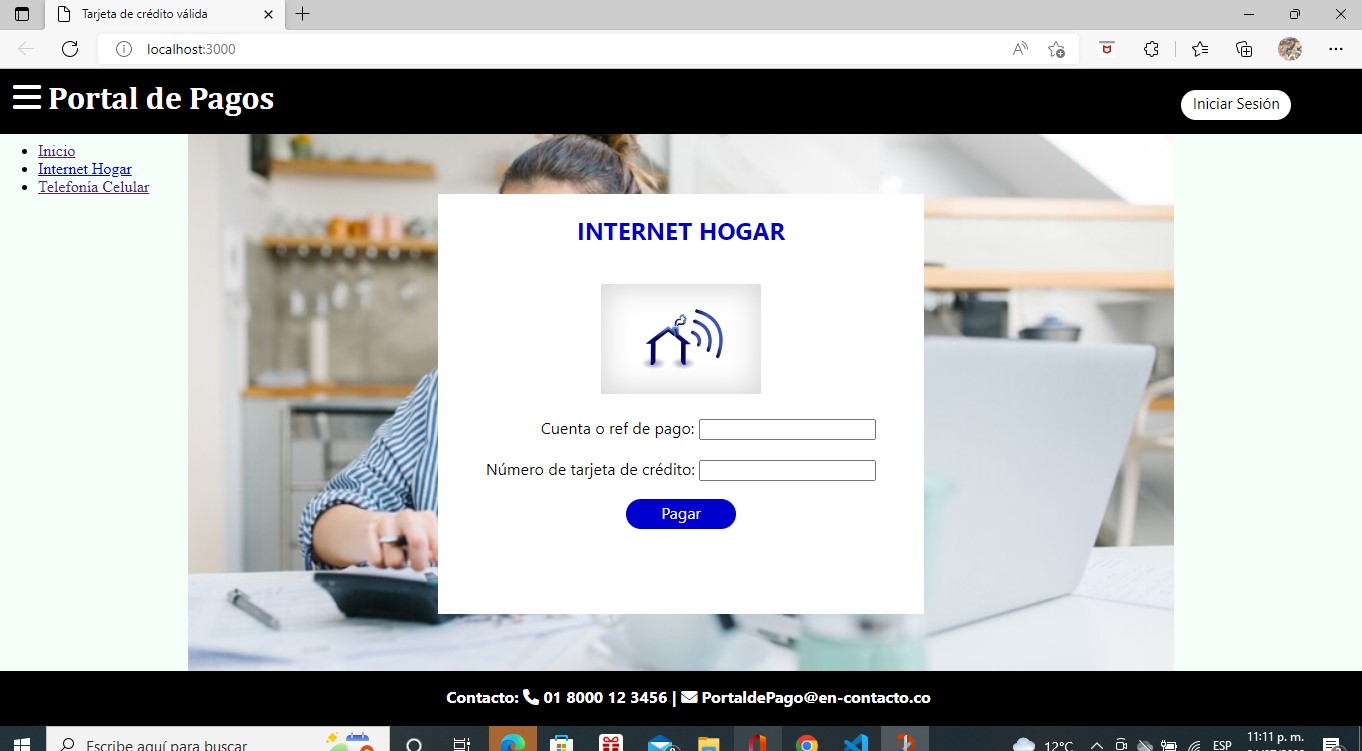 Tarjeta de crédito válida
localhost:3000
Portal de Pagos
Iniciar Sesión
Inicio
Internet Hogar
Telefonía Celular
INTERNET HOGAR
Cuenta o ref de pago:
Número de tarjeta de crédito:
Pagar
Contacto: 01 8000 12 3456 | PortaldePago@en-contacto.co
Escribe aquí para buscar
12°C
ESP
11:11 p. m.